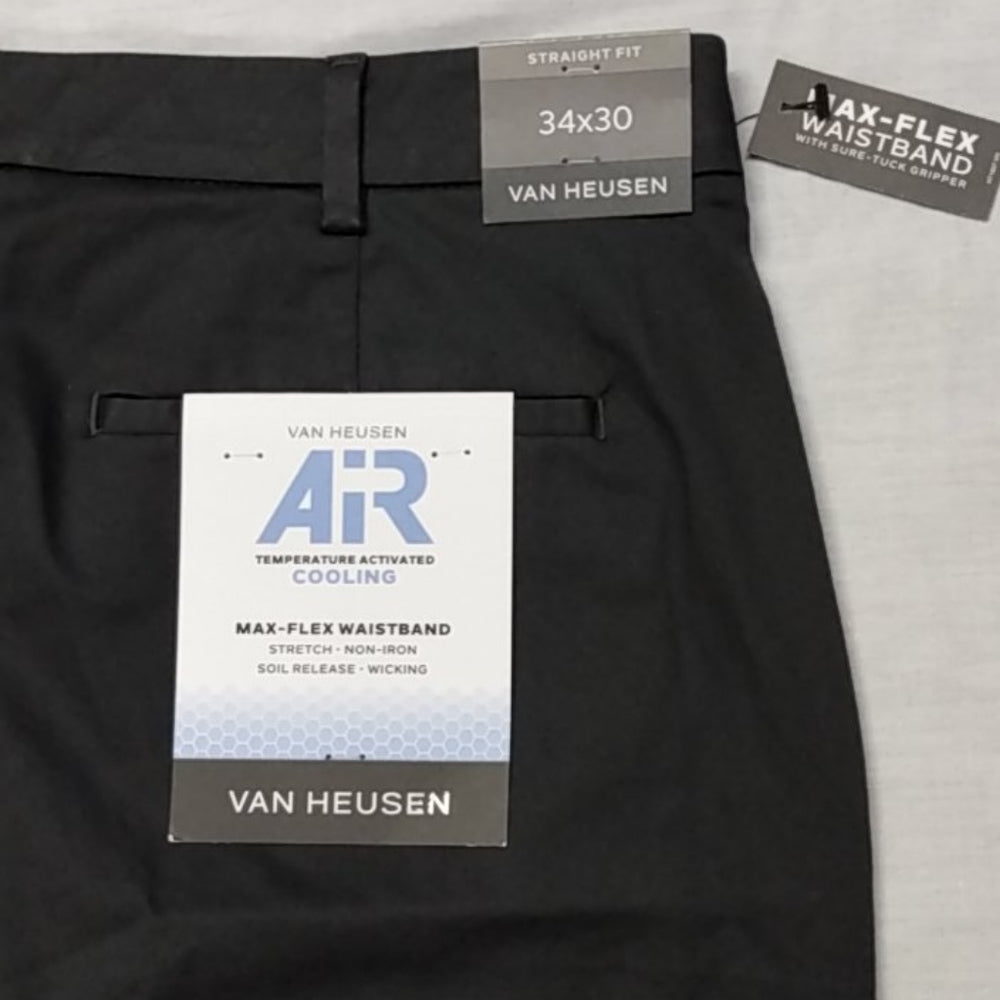 STRAIGHT FIT
34x30
VAN HEUSEN
MAX-FLEX
WAISTBAND
WITH SURE-TUCK GRIPPER
VAN HEUSEN
AiR
TEMPERATURE ACTIVATED
COOLING
MAX-FLEX WAISTBAND
STRETCH · NON-IRON
SOIL RELEASE · WICKING
VAN HEUSEN